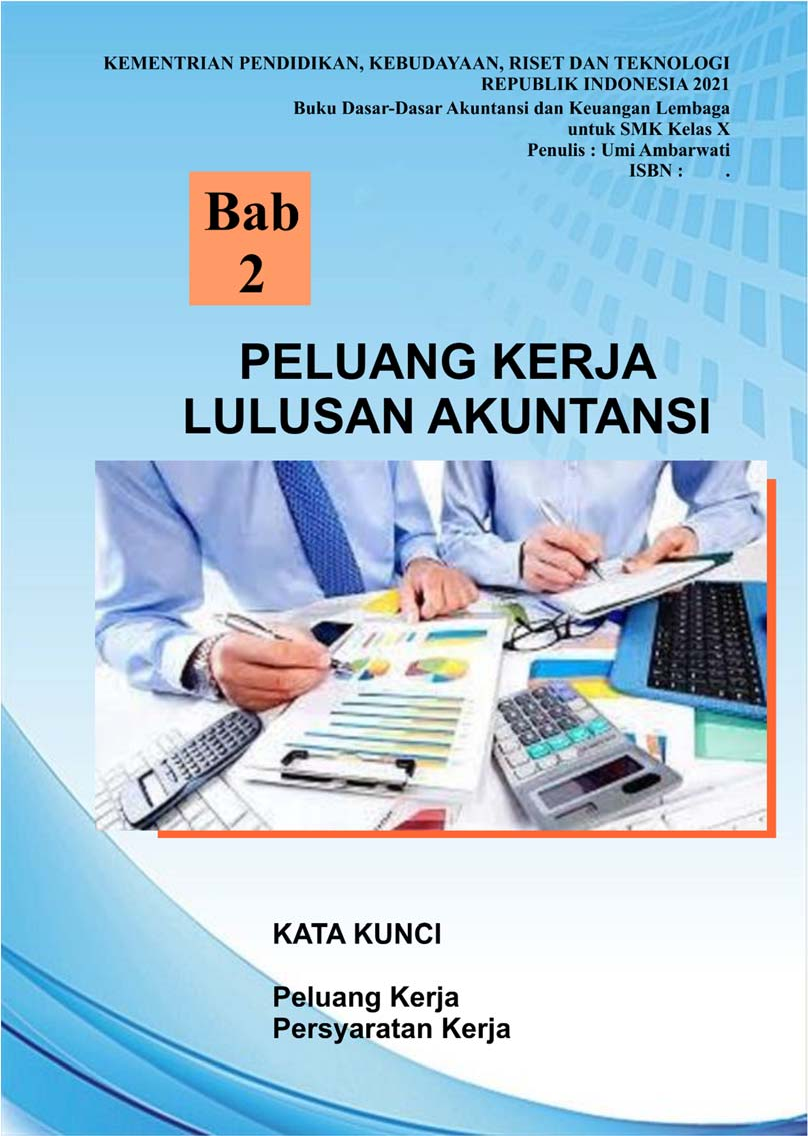 KEMENTRIAN PENDIDIKAN, KEBUDAYAAN, RISET DAN TEKNOLOGI
REPUBLIK INDONESIA 2021
Buku Dasar-Dasar Akuntansi dan Keuangan Lembaga
untuk SMK Kelas X
Penulis : Umi Ambarwati
ISBN : .
Bab
2
PELUANG KERJA
LULUSAN AKUNTANSI
KATA KUNCI
Peluang Kerja
Persyaratan Kerja